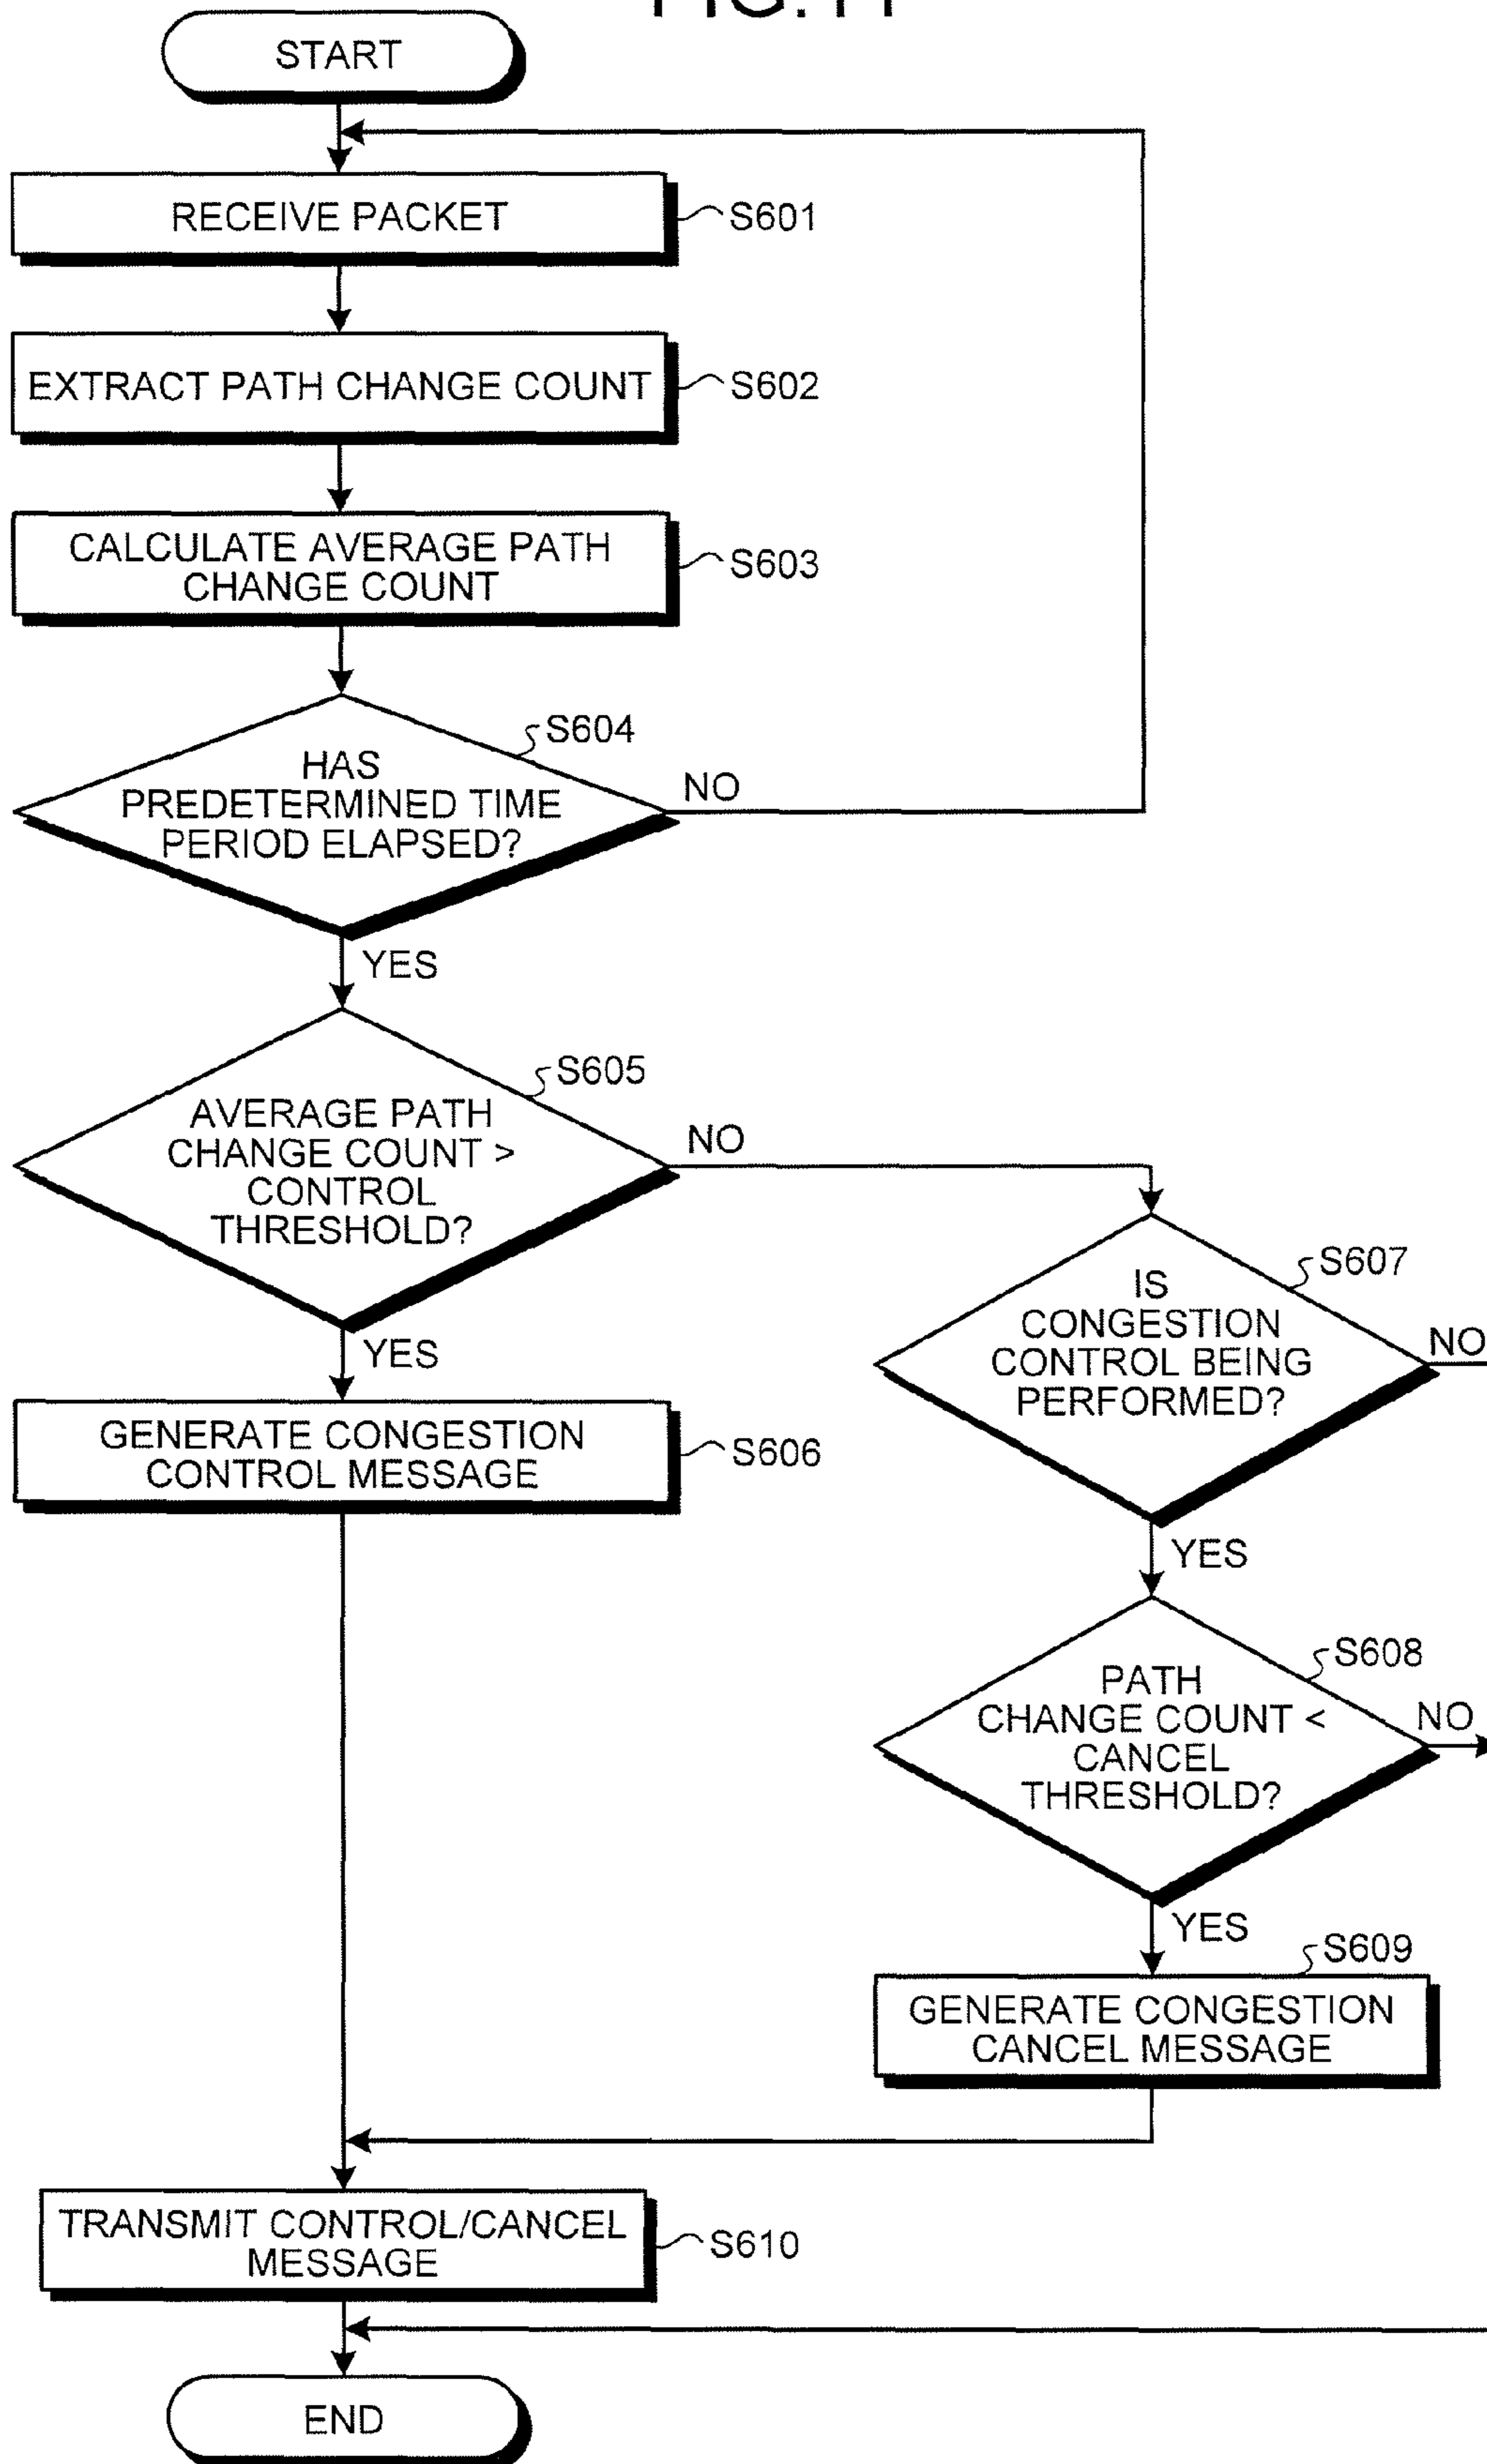 START
RECEIVE PACKET
S601
EXTRACT PATH CHANGE COUNT
S602
CALCULATE AVERAGE PATH
CHANGE COUNT
S603
S604
HAS
PREDETERMINED TIME
PERIOD ELAPSED?
NO
YES
S605
AVERAGE PATH
CHANGE COUNT >
CONTROL
THRESHOLD?
NO
YES
S607
IS
CONGESTION
CONTROL BEING
PERFORMED?
NO
YES
GENERATE CONGESTION
CONTROL MESSAGE
S606
S608
PATH
CHANGE COUNT <
CANCEL
THRESHOLD?
NO
YES
S609
GENERATE CONGESTION
CANCEL MESSAGE
TRANSMIT CONTROL/CANCEL
MESSAGE
S610
END